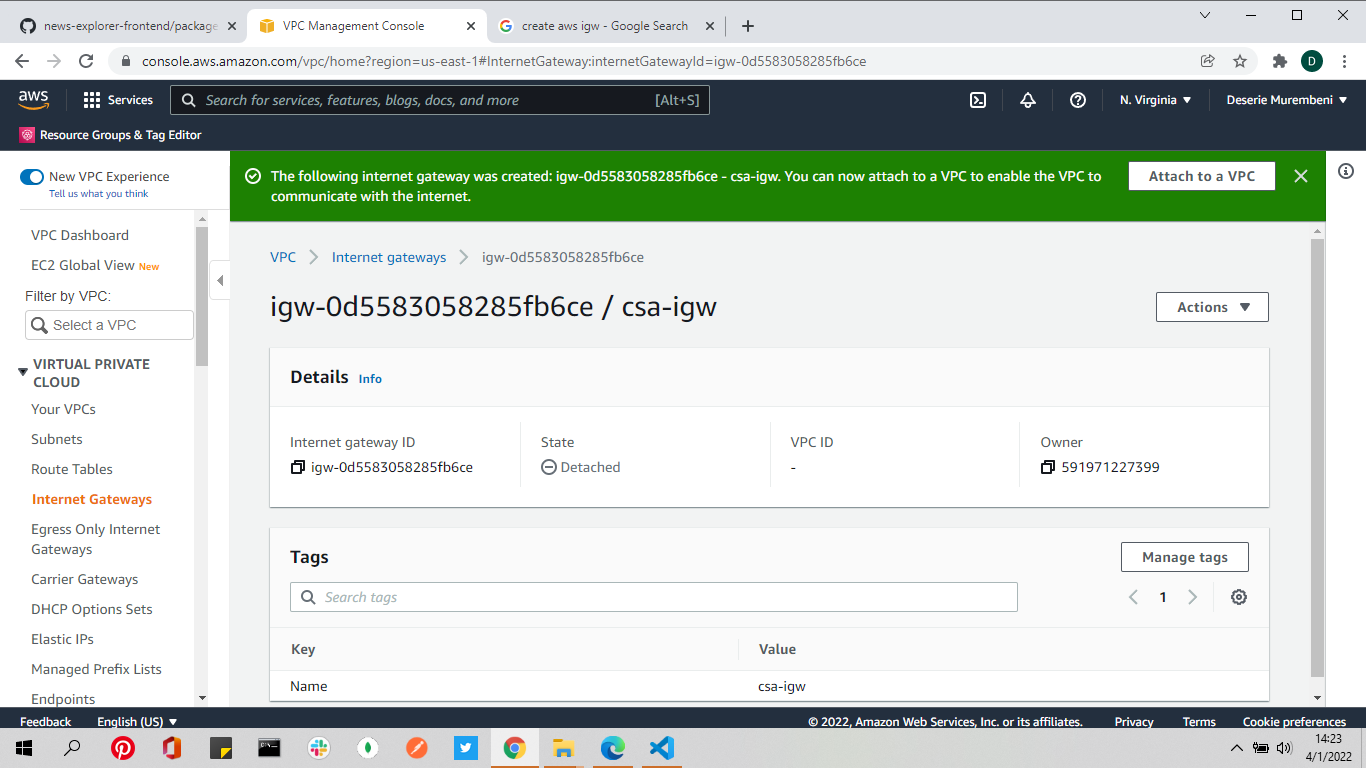 news-explorer-frontend/package
VPC Management Console
create aws igw - Google Search
console.aws.amazon.com/vpc/home?region=us-east-1#InternetGateway:internetGatewayId=igw-0d5583058285fb6ce
D
aws
Services
Search for services, features, blogs, docs, and more
[Alt+S]
N. Virginia
Deserie Murembeni
Resource Groups & Tag Editor
New VPC Experience
Tell us what you think
The following internet gateway was created: igw-0d5583058285fb6ce - csa-igw. You can now attach to a VPC to enable the VPC to
communicate with the internet.
Attach to a VPC
VPC Dashboard
EC2 Global View New
Filter by VPC:
Select a VPC
VIRTUAL PRIVATE
CLOUD
Your VPCs
Subnets
Route Tables
Internet Gateways
Egress Only Internet
Gateways
Carrier Gateways
DHCP Options Sets
Elastic IPs
Managed Prefix Lists
Endpoints
VPC
Internet gateways
igw-0d5583058285fb6ce
igw-0d5583058285fb6ce / csa-igw
Actions
Details
Info
Internet gateway ID
igw-0d5583058285fb6ce
State
Detached
VPC ID
-
Owner
591971227399
Tags
Manage tags
Search tags
1
Key
Value
Name
csa-igw
Feedback
English (US)
© 2022, Amazon Web Services, Inc. or its affiliates.
Privacy
Terms
Cookie preferences
14:23
4/1/2022